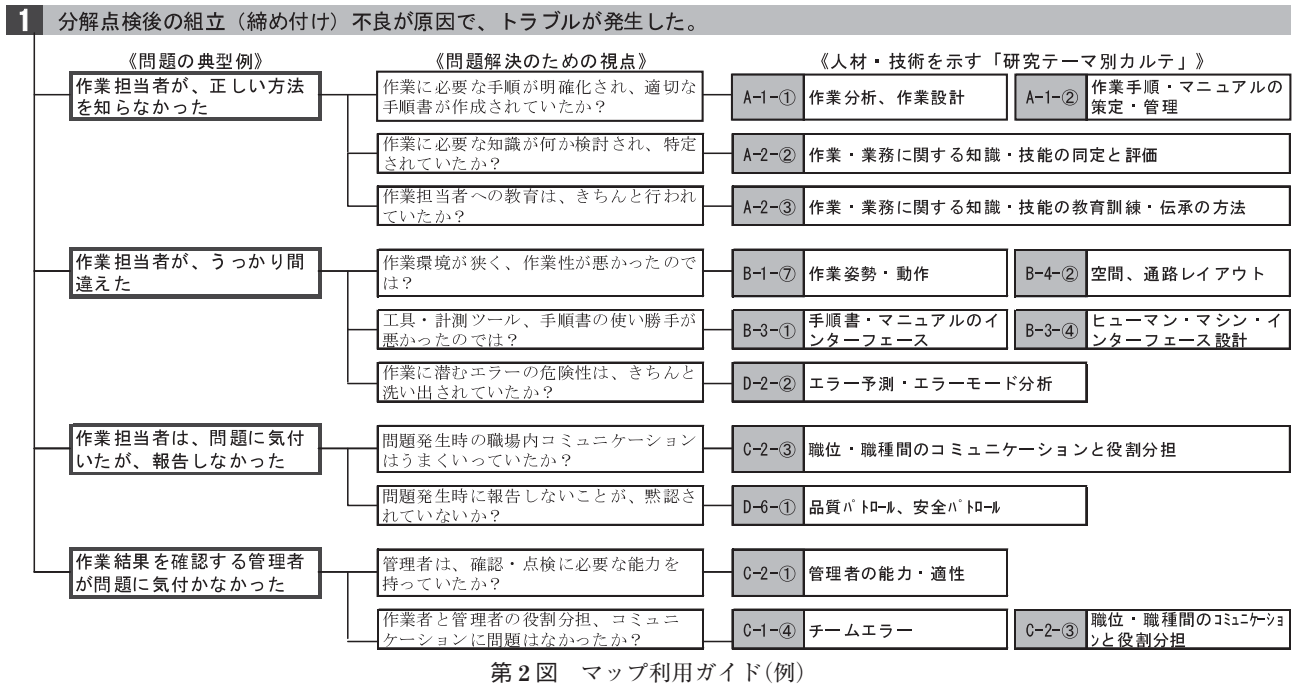 1 分解点検後の組立（締め付け）不良が原因で、トラブルが発生した。
《問題の典型例》 《問題解決のための視点》 《人材・技術を示す「研究テーマ別カルテ」》
作業担当者が、正しい方法
を知らなかった
作業に必要な手順が明確化され、適切な
手順書が作成されていたか？
A-1-① 作業分析、作業設計
A-1-② 作業手順・マニュアルの
策定・管理
作業に必要な知識が何か検討され、特定
されていたか？
A-2-② 作業・業務に関する知識・技能の同定と評価
作業担当者への教育は、きちんと行われ
ていたか？
A-2-③ 作業・業務に関する知識・技能の教育訓練・伝承の方法
作業担当者が、うっかり間
違えた
作業環境が狭く、作業性が悪かったので
は？
B-1-⑦ 作業姿勢・動作
B-4-② 空間、通路レイアウト
工具・計測ツール、手順書の使い勝手が
悪かったのでは？
B-3-① 手順書・マニュアルのイ
ンターフェース
B-3-④ ヒューマン・マシン・イ
ンターフェース設計
作業に潜むエラーの危険性は、きちんと
洗い出されていたか？
D-2-② エラー予測・エラーモード分析
作業担当者は、問題に気付
いたが、報告しなかった
問題発生時の職場内コミュニケーション
はうまくいっていたか？
C-2-③ 職位・職種間のコミュニケーションと役割分担
問題発生時に報告しないことが、黙認さ
れていないか？
D-6-① 品質ﾊﾟﾄﾛｰﾙ、安全ﾊﾟﾄﾛｰﾙ
作業結果を確認する管理者
が問題に気付かなかった
管理者は、確認・点検に必要な能力を
持っていたか？
C-2-① 管理者の能力・適性
作業者と管理者の役割分担、コミュニ
ケーションに問題はなかったか？
C-1-④ チームエラー
C-2-③ 職位・職種間のｺﾐｭﾆｹｰｼｮ
ﾝと役割分担
第2図 マップ利用ガイド(例)